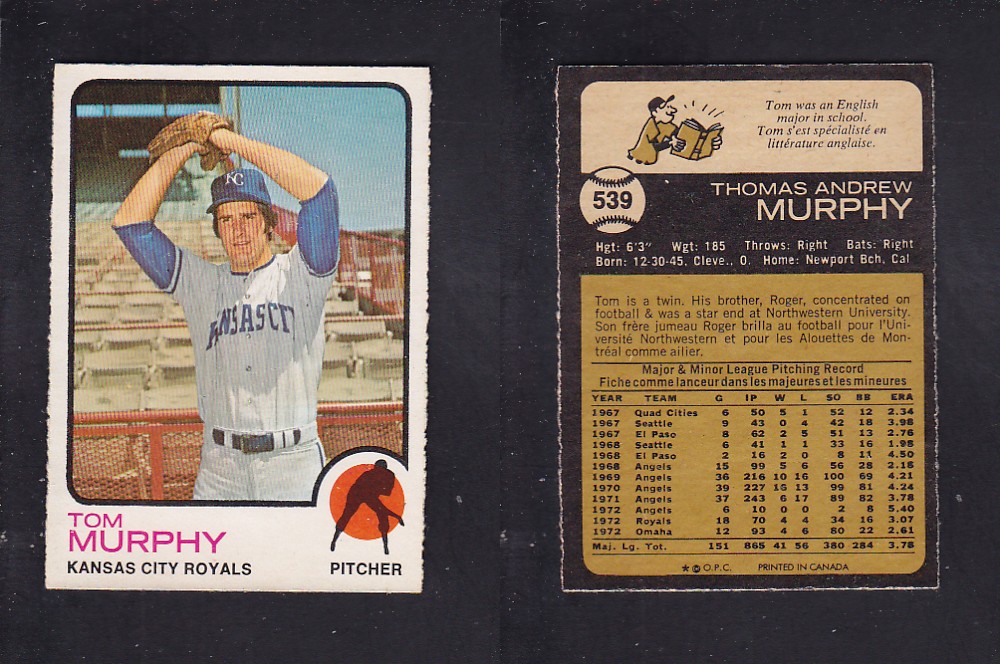 KC
KANSAS CIT
TOM
MURPHY
KANSAS CITY ROYALS
PITCHER
Tom was an English
major in school.
Tom s'est spécialisté en
littérature anglaise.
539
THOMAS ANDREW
MURPHY
Hgt: 6'3" Wgt: 185 Throws: Right Bats: Right
Born: 12-30-45, Cleve., O. Home: Newport Bch, Cal
Tom is a twin. His brother, Roger, concentrated on
football & was a star end at Northwestern University.
Son frère jumeau Roger brilla au football pour l'Uni-
versité Northwestern et pour les Alouettes de Mon-
tréal comme ailier.
Major & Minor League Pitching Record
Fiche comme lanceur dans les majeures et les mineures
YEAR TEAM G IP W L SO BB ERA
1967 Quad Cities 6 50 5 1 52 12 2.34
1967 Seattle 9 43 0 4 42 18 3.98
1967 El Paso 8 62 2 5 51 13 2.76
1968 Seattle 6 41 1 1 33 16 1.98
1968 El Paso 2 16 2 0 8 11 4.50
1968 Angels 15 99 5 6 56 28 2.18
1969 Angels 36 216 10 16 100 69 4.21
1970 Angels 39 227 16 13 99 81 4.24
1971 Angels 37 243 6 17 89 82 3.78
1972 Angels 6 10 0 0 2 8 5.40
1972 Royals 18 70 4 4 34 16 3.07
1972 Omaha 12 93 4 6 80 22 2.61
Maj. Lg. Tot. 151 865 41 56 380 284 3.78
★ © O.P.C. PRINTED IN CANADA